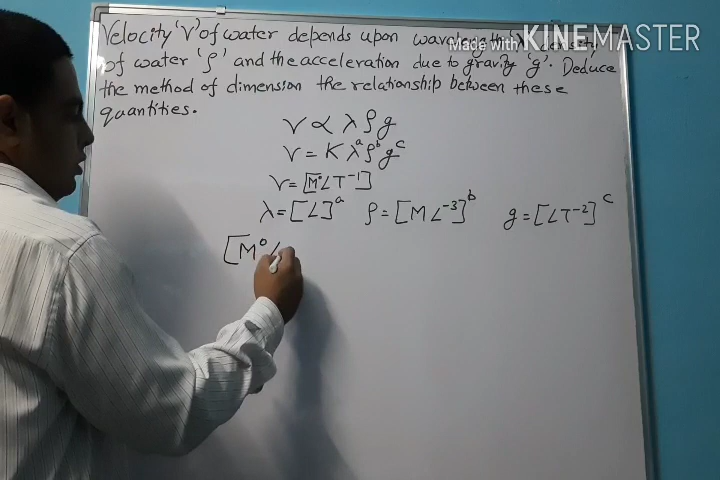 Velocity 'V' of water depends upon wavelength 'λ', density
Made with KINEMASTER
of water 'ρ' and the acceleration due to gravity 'g'. Deduce
the method of dimension the relationship between these
quantities.
v ∝ λ ρ g
v = K λ^a ρ^b g^c
v = [M⁰ L T⁻¹]
λ = [L]^a ρ = [M L⁻³]^b g = [L T⁻²]^c
[M⁰ L